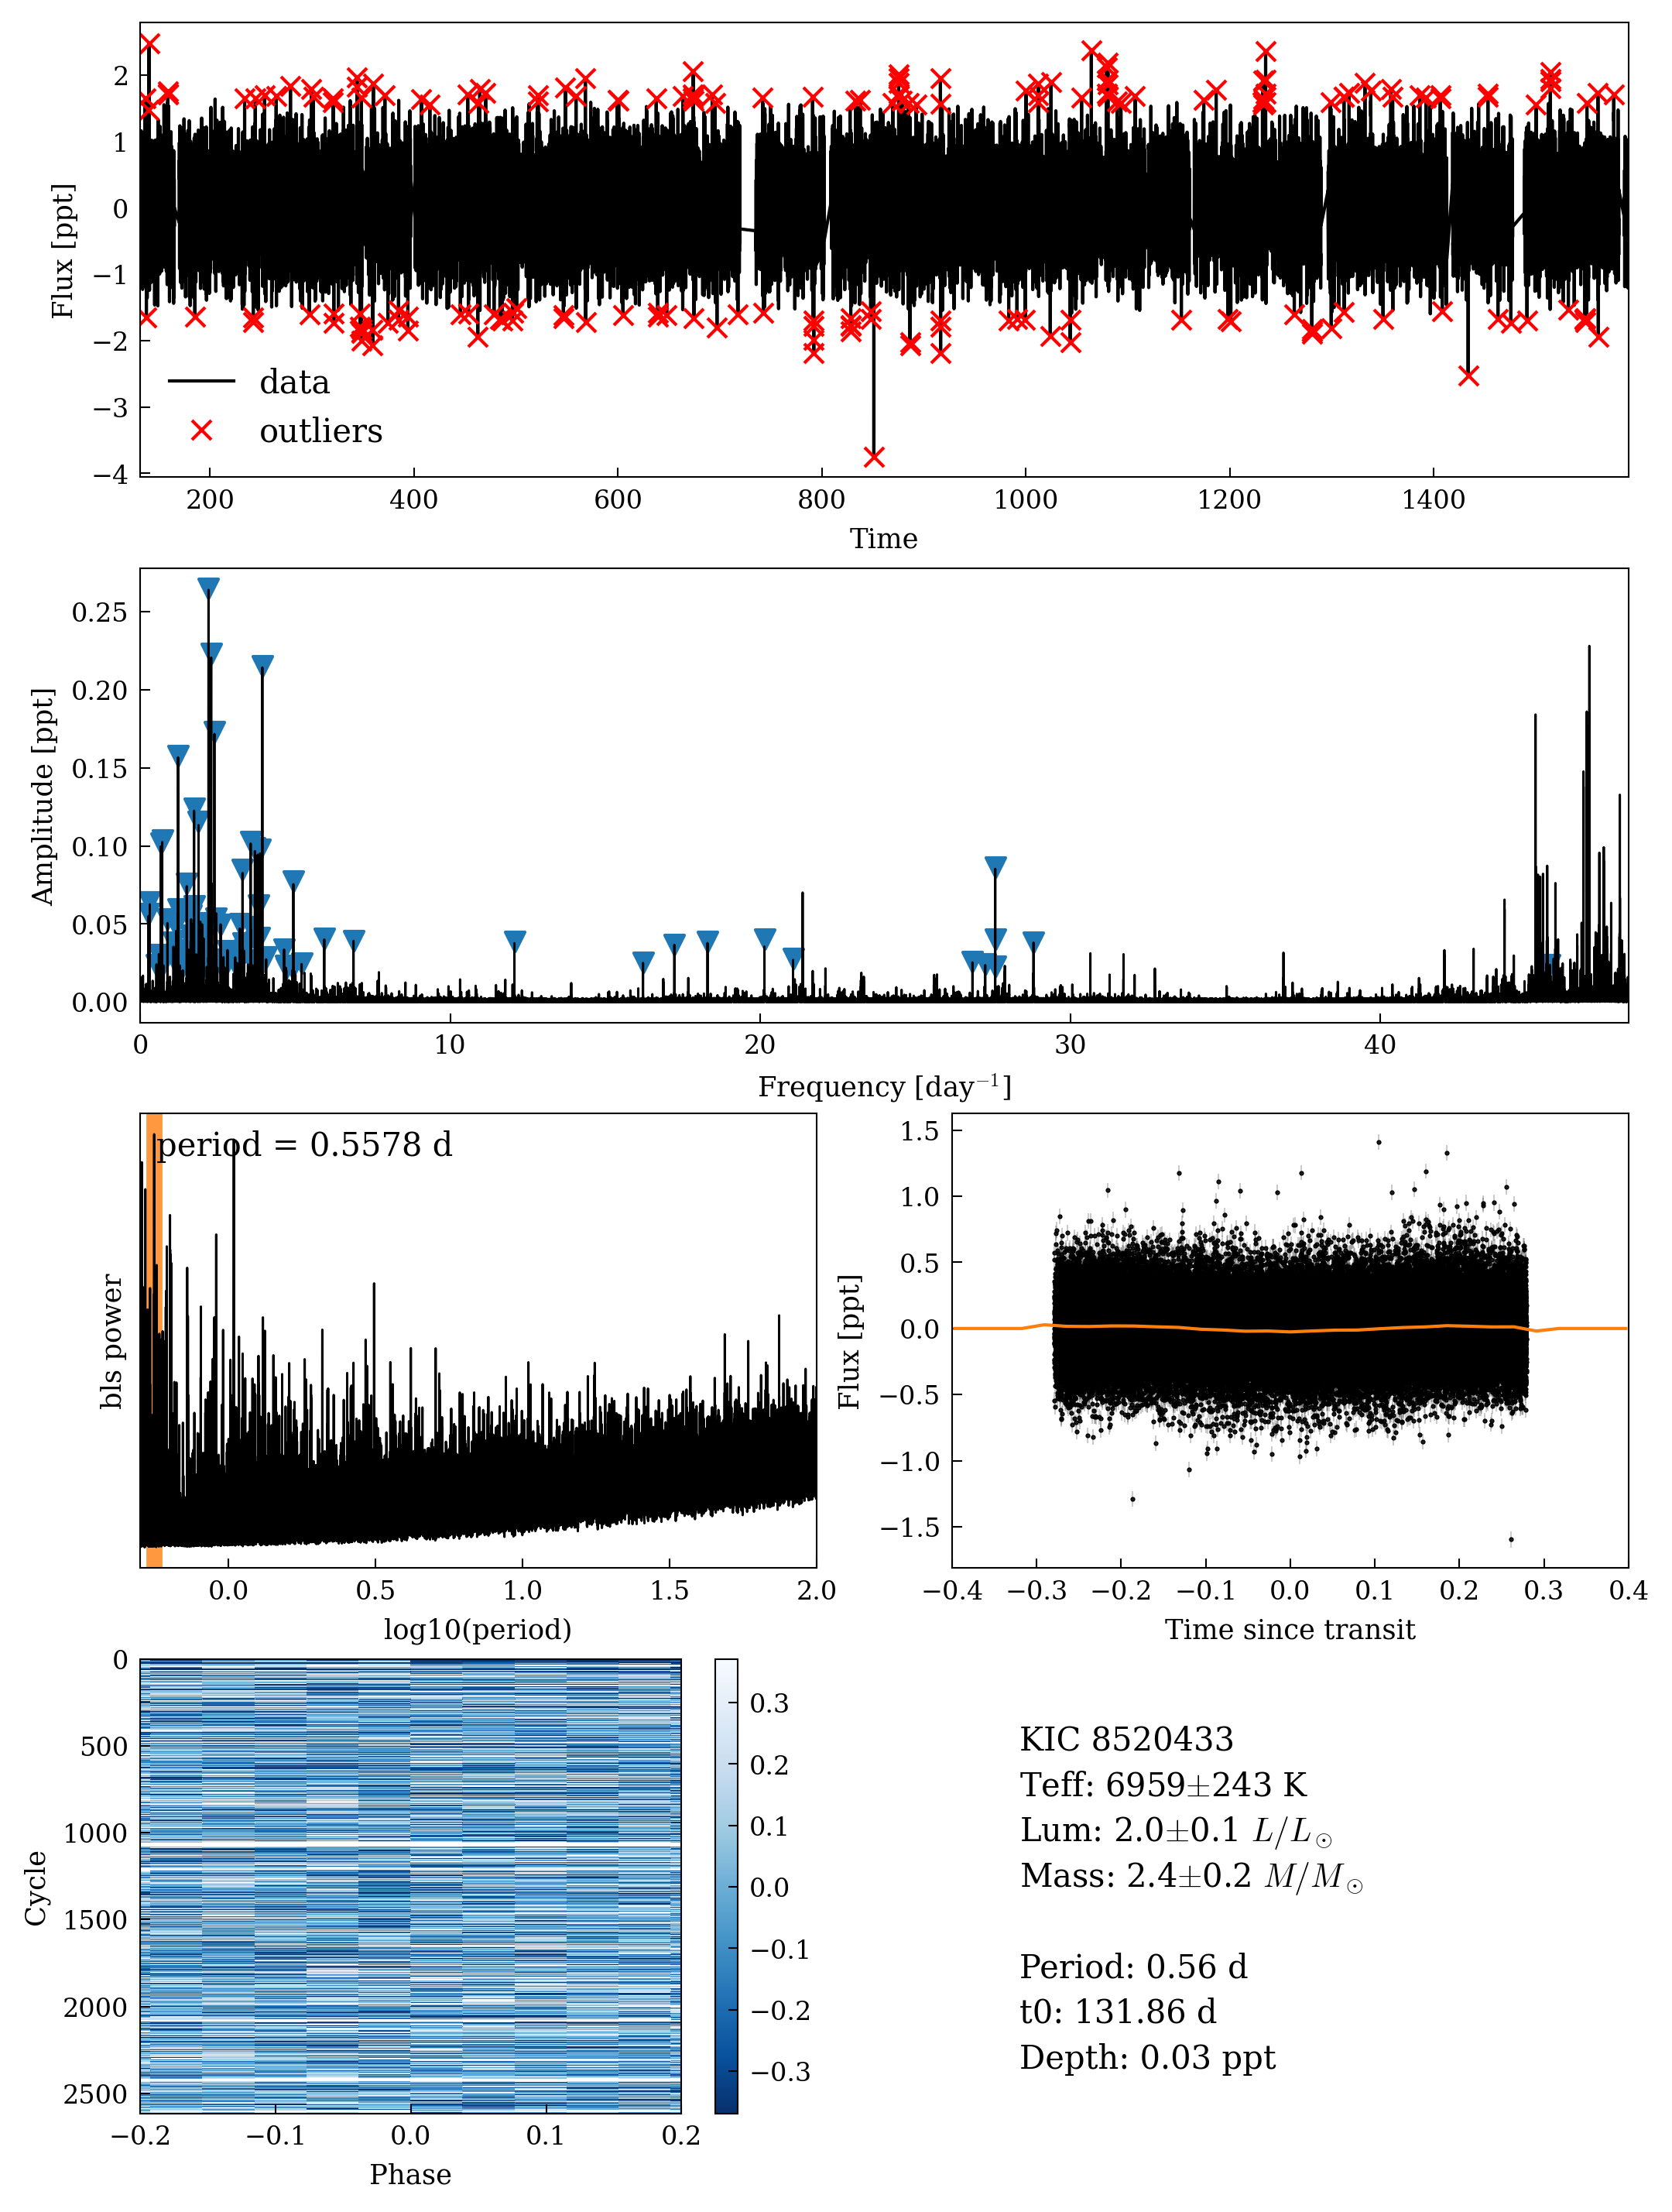 2
1
0
−1
−2
−3
−4
Flux [ppt]
data
outliers
200 400 600 800 1000 1200 1400
Time
0.25
0.20
0.15
0.10
0.05
0.00
Amplitude [ppt]
0 10 20 30 40
Frequency [day⁻¹]
period = 0.5578 d
bls power
0.0 0.5 1.0 1.5 2.0
log10(period)
1.5
1.0
0.5
0.0
−0.5
−1.0
−1.5
Flux [ppt]
−0.4 −0.3 −0.2 −0.1 0.0 0.1 0.2 0.3 0.4
Time since transit
0
500
1000
1500
2000
2500
Cycle
−0.2 −0.1 0.0 0.1 0.2
Phase
0.3
0.2
0.1
0.0
−0.1
−0.2
−0.3
KIC 8520433
Teff: 6959±243 K
Lum: 2.0±0.1 L/L⊙
Mass: 2.4±0.2 M/M⊙
Period: 0.56 d
t0: 131.86 d
Depth: 0.03 ppt